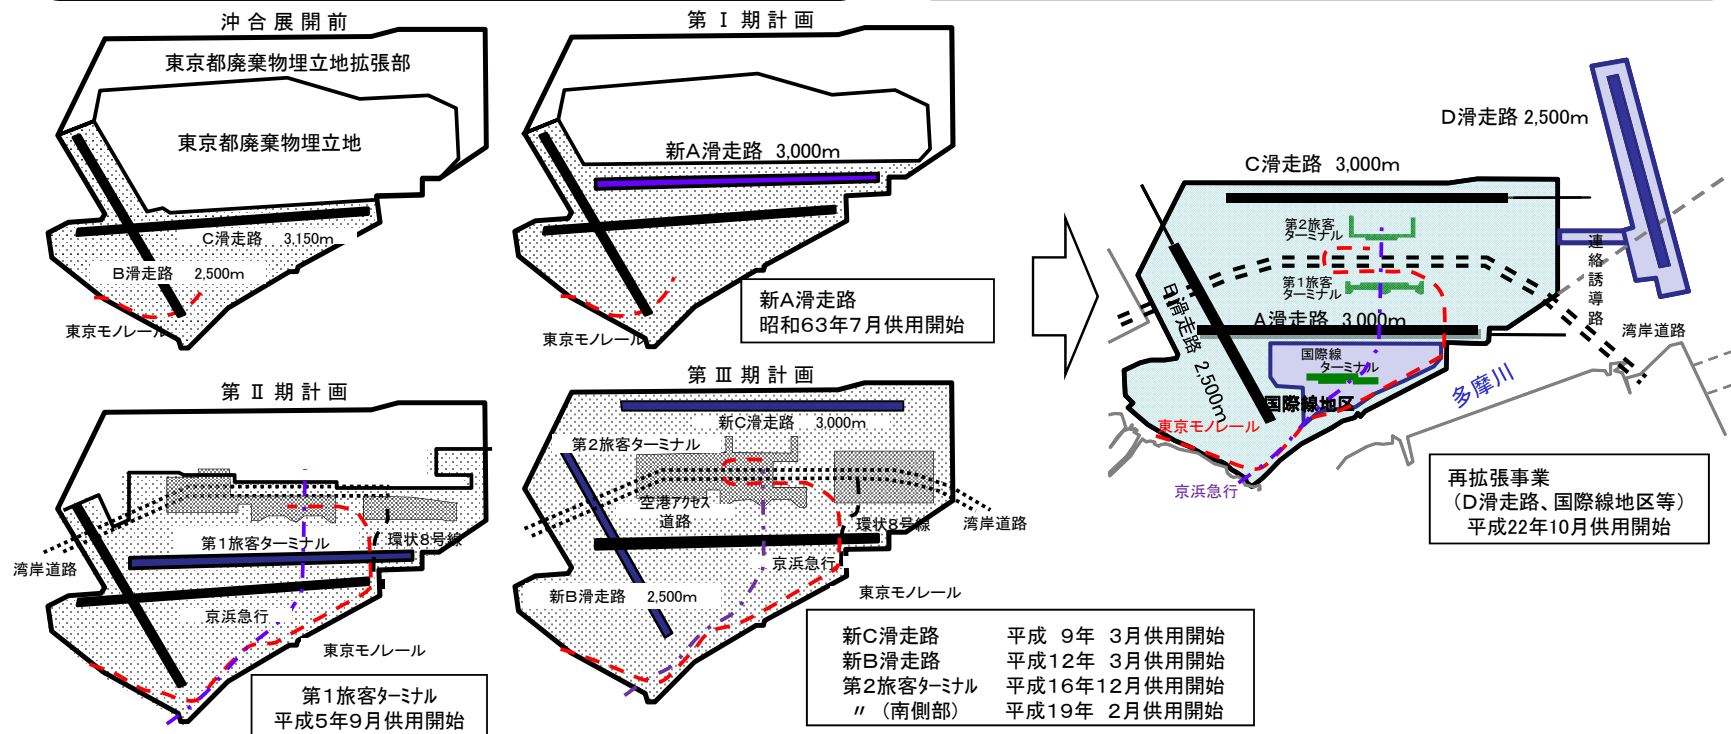 沖合展開前
東京都廃棄物埋立地拡張部
東京都廃棄物埋立地
C滑走路 3,150m
B滑走路 2,500m
東京モノレール
第Ⅰ期計画
新A滑走路 3,000m
東京モノレール
新A滑走路
昭和63年7月供用開始
第Ⅱ期計画
第1旅客ターミナル
環状8号線
湾岸道路
京浜急行
東京モノレール
第1旅客ターミナル
平成5年9月供用開始
第Ⅲ期計画
新C滑走路 3,000m
第2旅客ターミナル
空港アクセス
道路
環状8号線
湾岸道路
京浜急行
新B滑走路 2,500m
東京モノレール
新C滑走路 平成 9年 3月供用開始
新B滑走路 平成12年 3月供用開始
第2旅客ターミナル 平成16年12月供用開始
〃 (南側部) 平成19年 2月供用開始
D滑走路 2,500m
C滑走路 3,000m
第2旅客
ターミナル
連絡誘導路
第1旅客
ターミナル
B滑走路 2,500m
A滑走路 3,000m
湾岸道路
国際線
ターミナル
国際線地区
多摩川
東京モノレール
京浜急行
再拡張事業
(D滑走路、国際線地区等)
平成22年10月供用開始